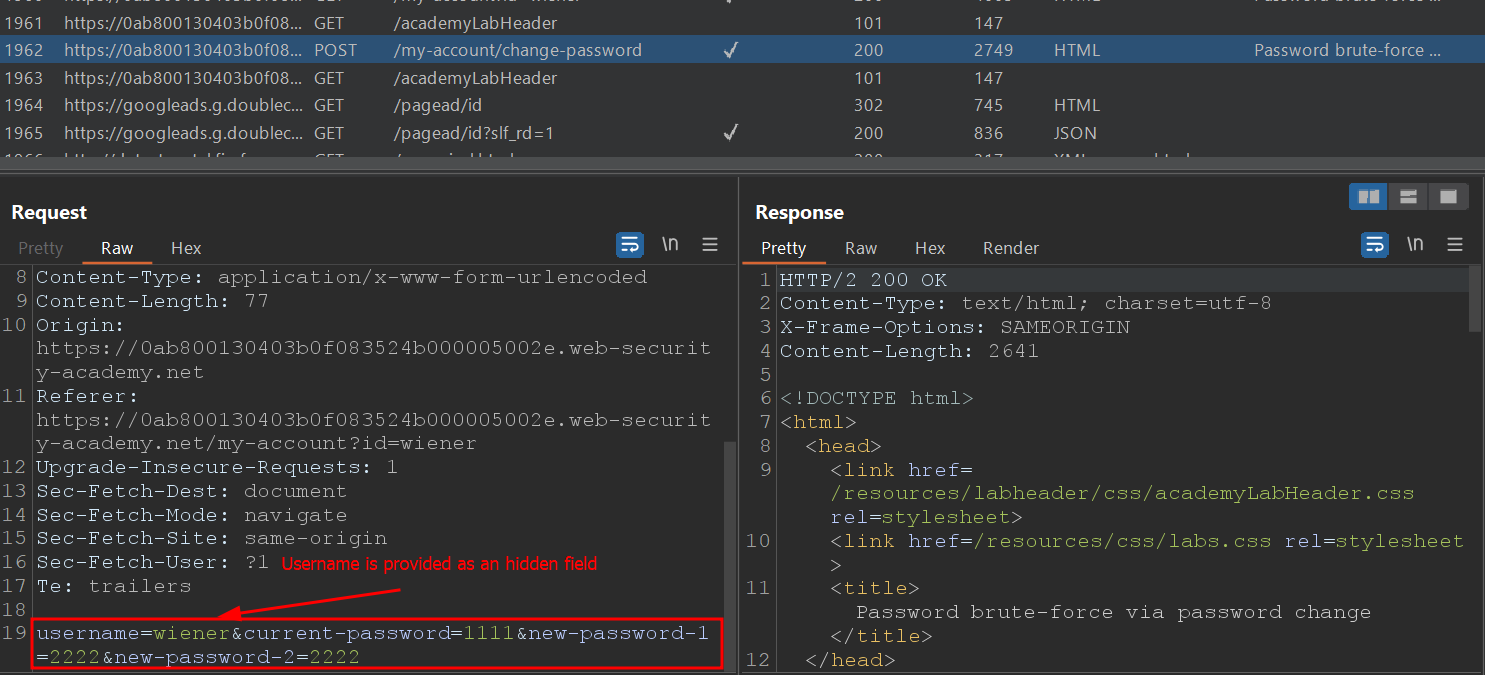 1961 https://0ab800130403b0f08... GET /academyLabHeader 101 147
1962 https://0ab800130403b0f08... POST /my-account/change-password ✓ 200 2749 HTML Password brute-force ...
1963 https://0ab800130403b0f08... GET /academyLabHeader 101 147
1964 https://googleads.g.doublec... GET /pagead/id 302 745 HTML
1965 https://googleads.g.doublec... GET /pagead/id?slf_rd=1 ✓ 200 836 JSON
Request
Pretty Raw Hex \n
8 Content-Type: application/x-www-form-urlencoded
9 Content-Length: 77
10 Origin:
https://0ab800130403b0f083524b000005002e.web-securit
y-academy.net
11 Referer:
https://0ab800130403b0f083524b000005002e.web-securit
y-academy.net/my-account?id=wiener
12 Upgrade-Insecure-Requests: 1
13 Sec-Fetch-Dest: document
14 Sec-Fetch-Mode: navigate
15 Sec-Fetch-Site: same-origin
16 Sec-Fetch-User: ?1 Username is provided as an hidden field
17 Te: trailers
18
19 username=wiener&current-password=1111&new-password-1
=2222&new-password-2=2222
Response
Pretty Raw Hex Render \n
1 HTTP/2 200 OK
2 Content-Type: text/html; charset=utf-8
3 X-Frame-Options: SAMEORIGIN
4 Content-Length: 2641
5
6 <!DOCTYPE html>
7 <html>
8 <head>
9 <link href=
/resources/labheader/css/academyLabHeader.css
rel=stylesheet>
10 <link href=/resources/css/labs.css rel=stylesheet
>
11 <title>
Password brute-force via password change
</title>
12 </head>